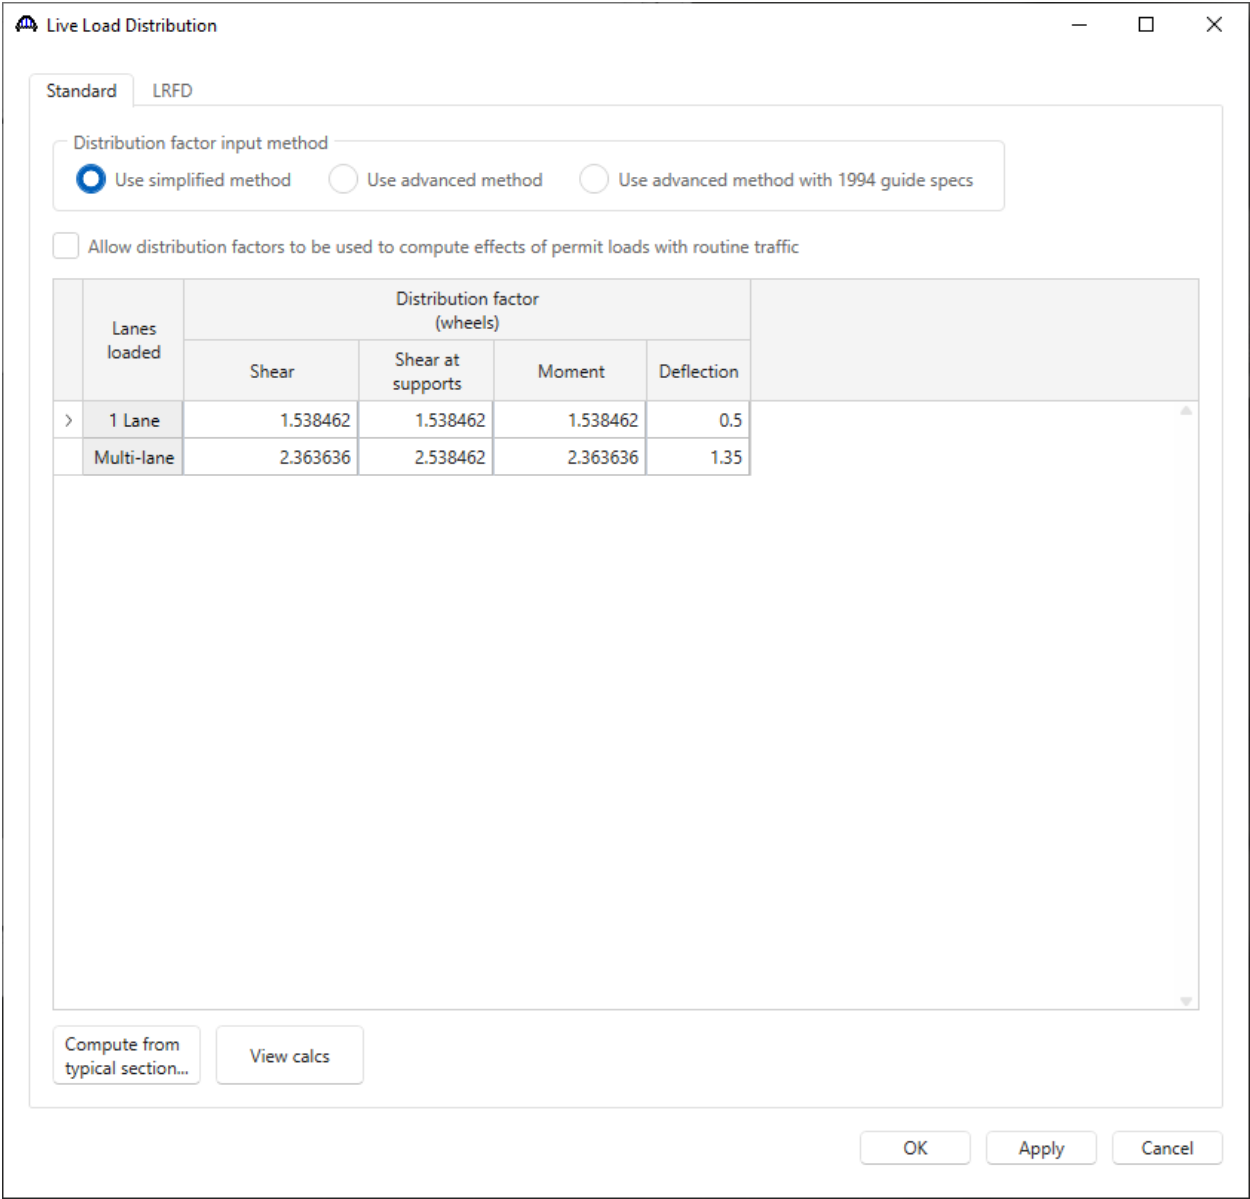 Live Load Distribution
Standard
LRFD
Distribution factor input method
Use simplified method
Use advanced method
Use advanced method with 1994 guide specs
Allow distribution factors to be used to compute effects of permit loads with routine traffic
Lanes
loaded
Distribution factor
(wheels)
Shear
Shear at
supports
Moment
Deflection
1 Lane 1.538462 1.538462 1.538462 0.5
Multi-lane 2.363636 2.538462 2.363636 1.35
Compute from
typical section...
View calcs
OK
Apply
Cancel